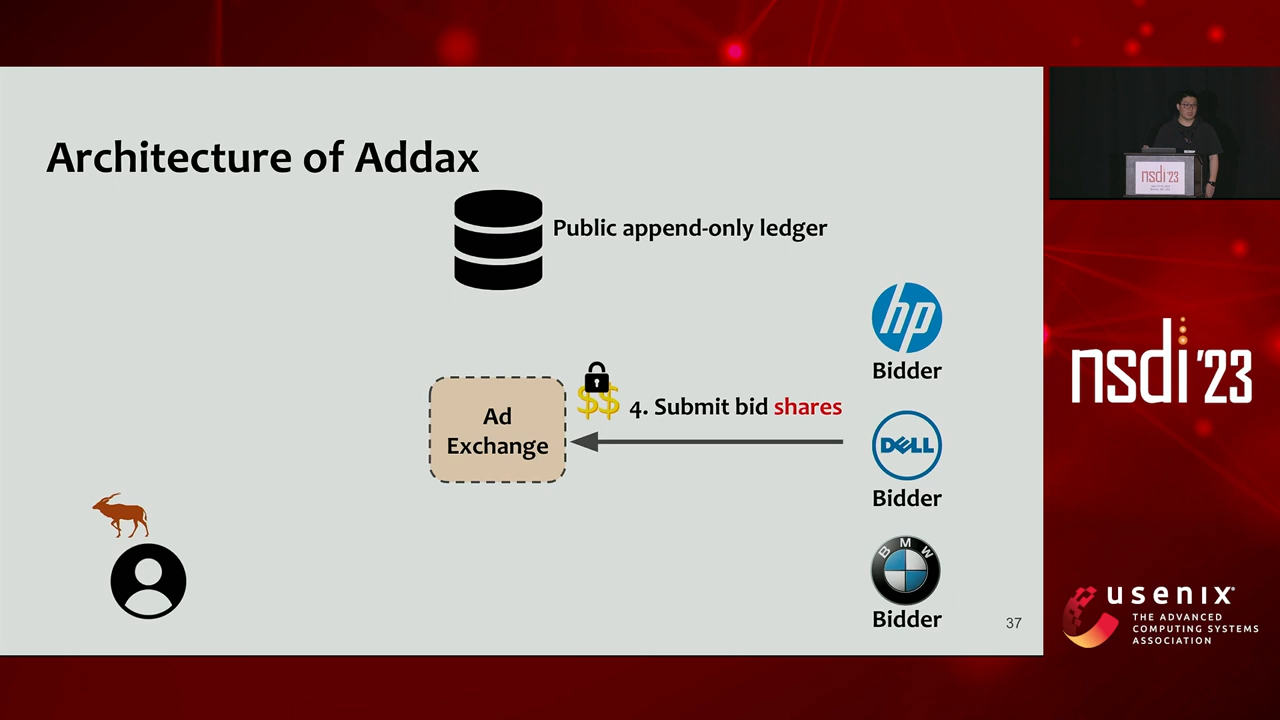 Architecture of Addax
Public append-only ledger
hp
Bidder
4. Submit bid shares
Ad
Exchange
DELL
Bidder
BMW
Bidder
37
nsdi'23
nsdi'23
usenix
THE ADVANCED
COMPUTING SYSTEMS
ASSOCIATION